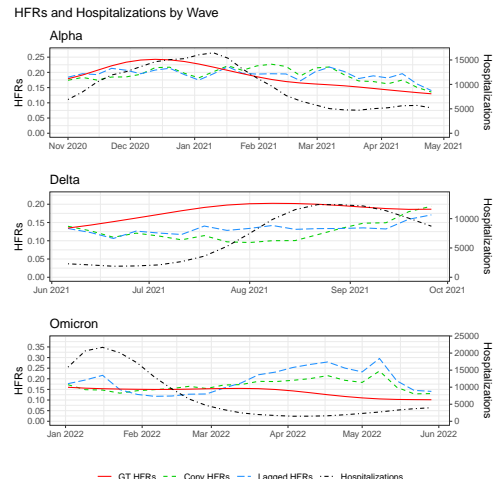 HFRs and Hospitalizations by Wave
Alpha
0.25
0.20
0.15
0.10
0.05
0.00
HFRs
15000
10000
5000
0
Hospitalizations
Nov 2020 Dec 2020 Jan 2021 Feb 2021 Mar 2021 Apr 2021 May 2021
Delta
0.20
0.15
0.10
0.05
0.00
HFRs
10000
5000
0
Hospitalizations
Jun 2021 Jul 2021 Aug 2021 Sep 2021 Oct 2021
Omicron
0.35
0.30
0.25
0.20
0.15
0.10
0.05
0.00
HFRs
25000
20000
15000
10000
5000
0
Hospitalizations
Jan 2022 Feb 2022 Mar 2022 Apr 2022 May 2022 Jun 2022
GT HFRs Conv HFRs Lagged HFRs Hospitalizations